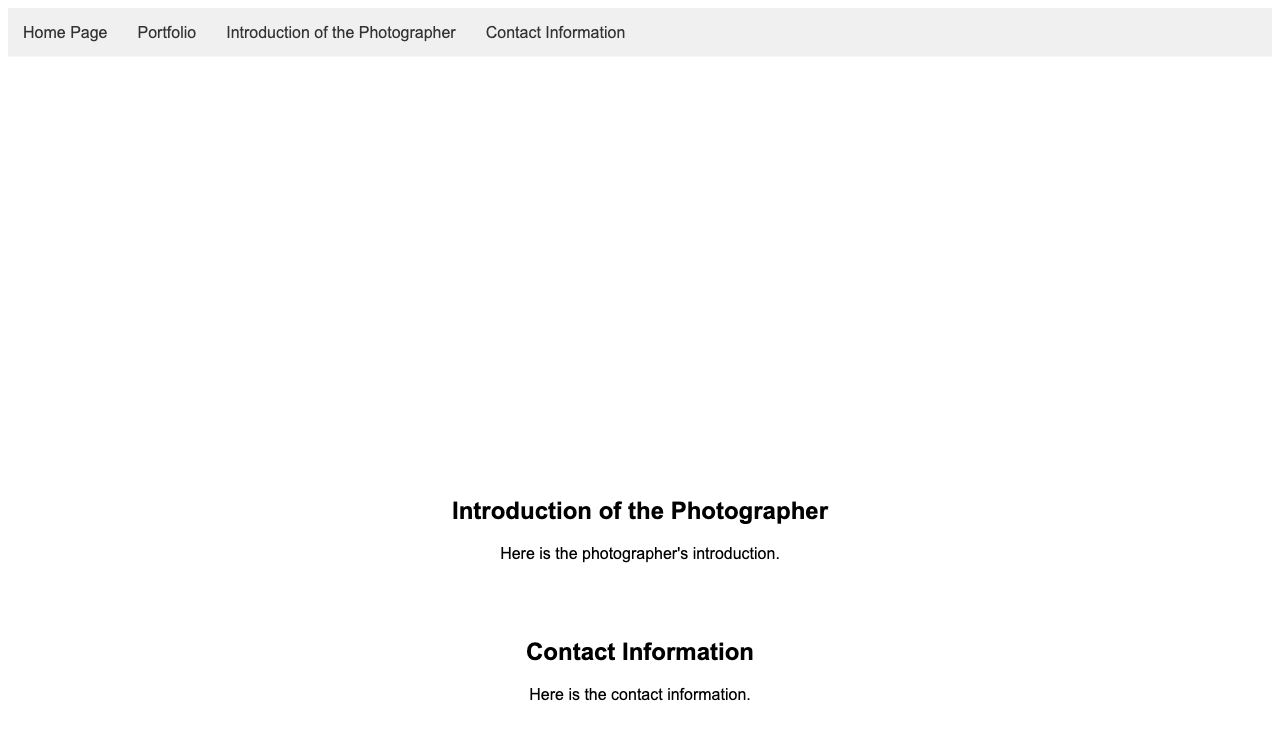 Home Page Portfolio Introduction of the Photographer Contact Information
Introduction of the Photographer
Here is the photographer's introduction.
Contact Information
Here is the contact information.